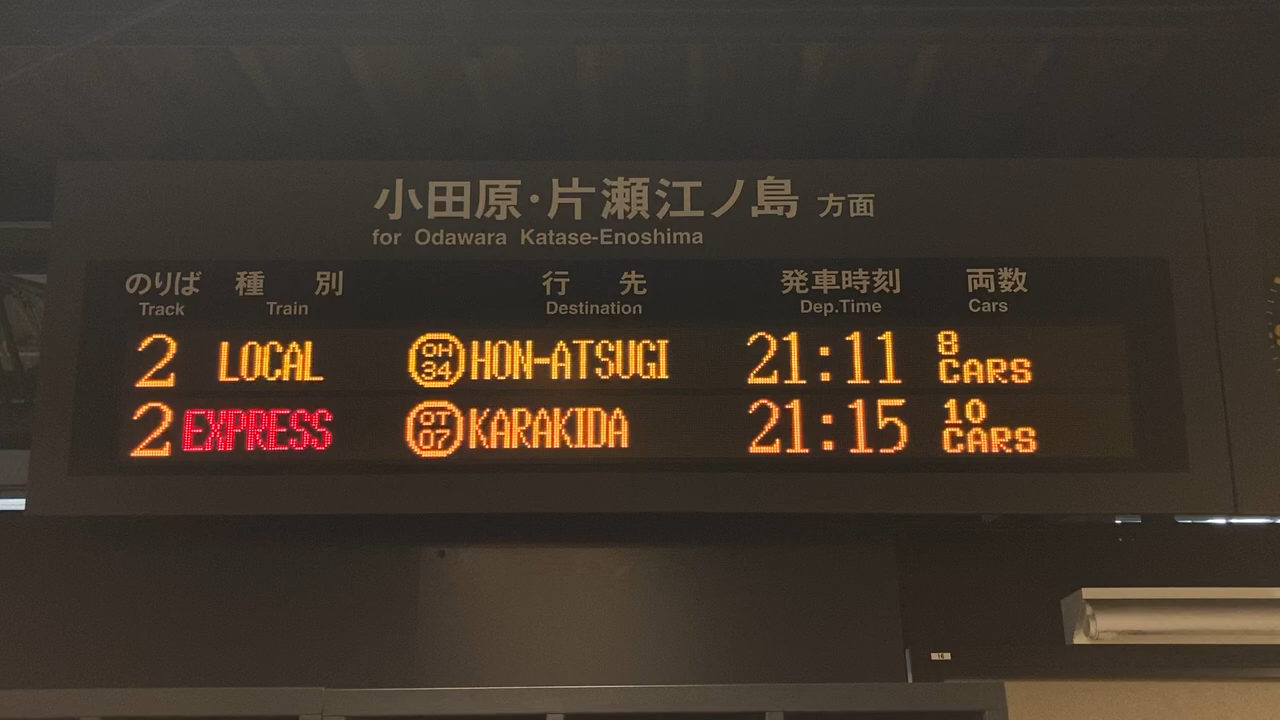 小田原・片瀬江ノ島 方面
for Odawara Katase-Enoshima
のりば 種別 行先 発車時刻 両数
Track Train Destination Dep.Time Cars
2 LOCAL OH 34 HON-ATSUGI 21:11 8 CARS
2 EXPRESS OT 07 KARAKIDA 21:15 10 CARS
16